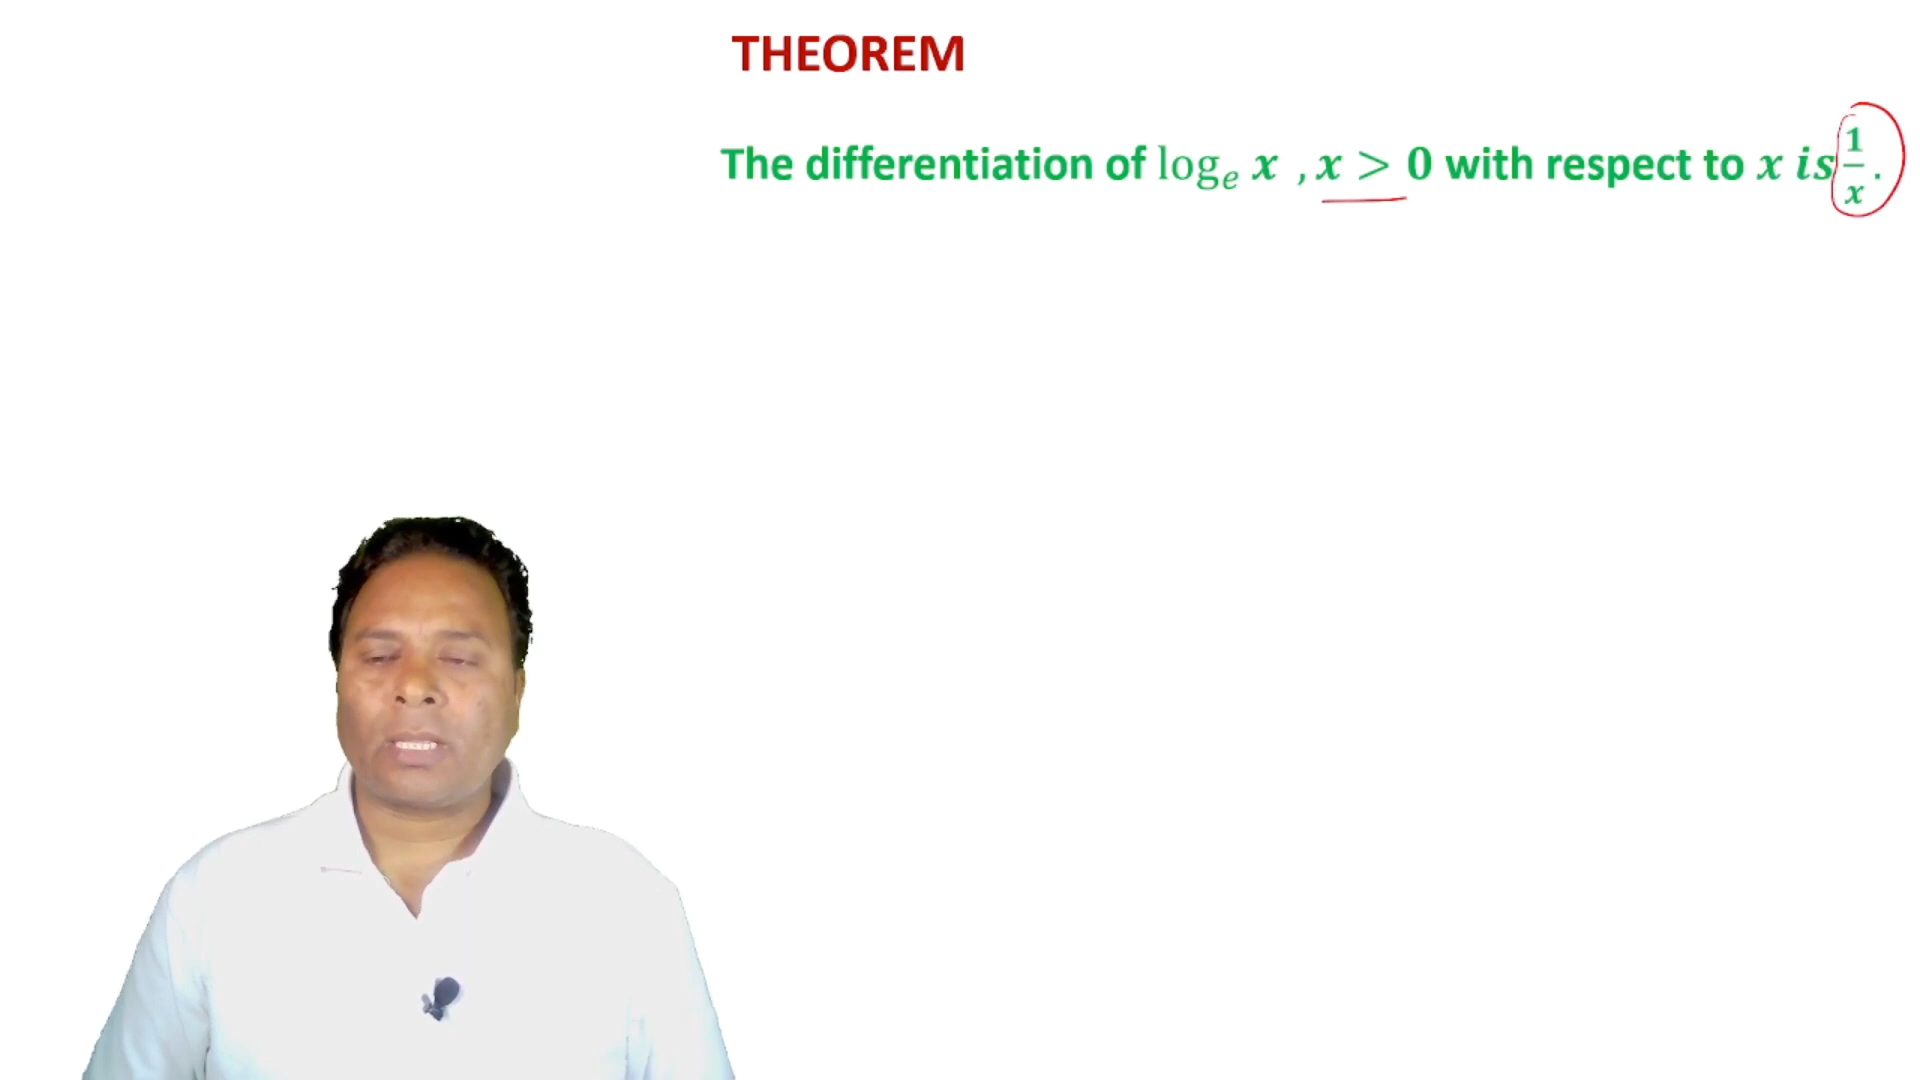 THEOREM
The differentiation of logₑ x , x > 0 with respect to x is 1/x.